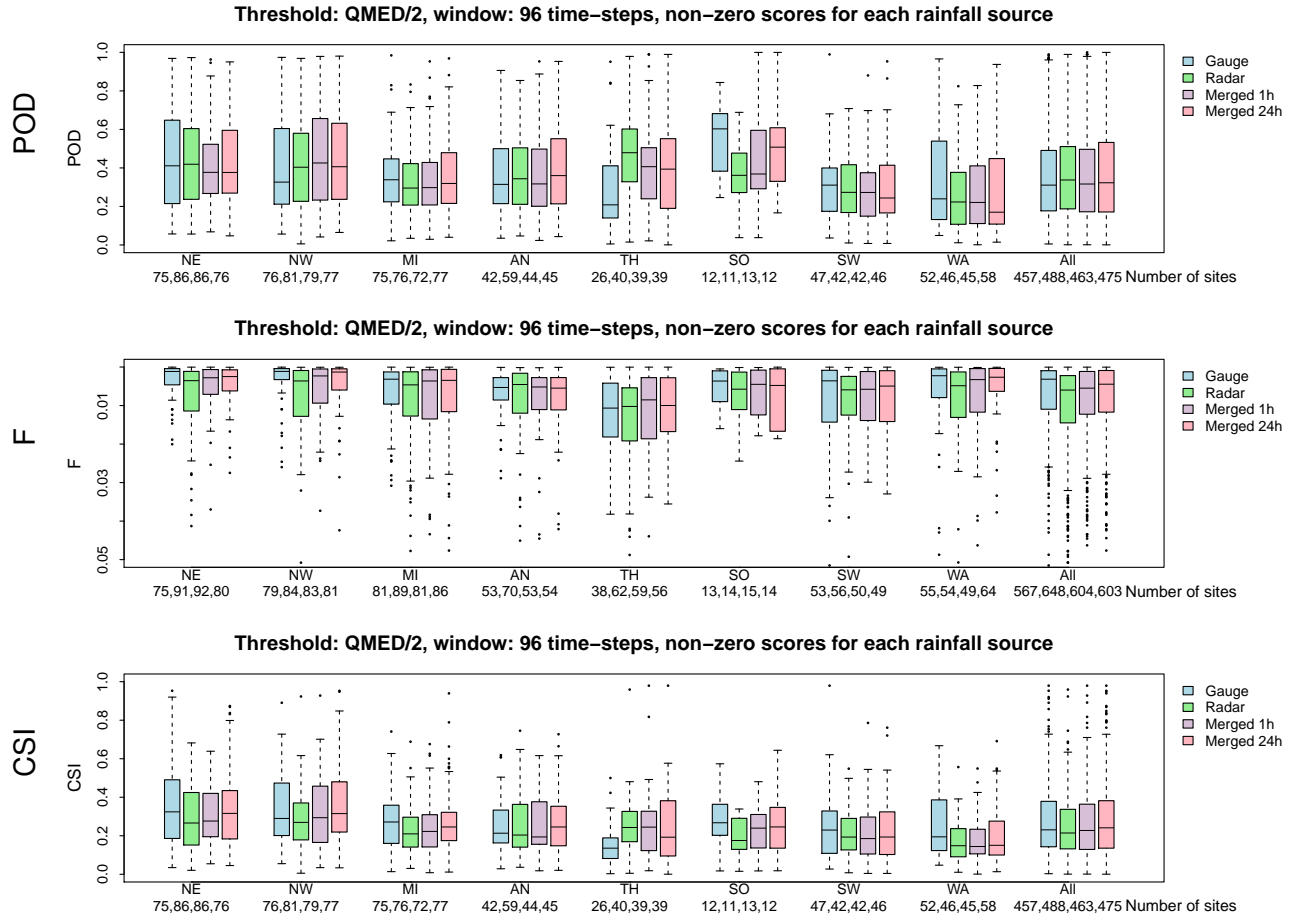 Threshold: QMED/2, window: 96 time−steps, non−zero scores for each rainfall source
POD
POD
1.0
0.8
0.6
0.4
0.2
0.0
Gauge
Radar
Merged 1h
Merged 24h
NE NW MI AN TH SO SW WA All
75,86,86,76 76,81,79,77 75,76,72,77 42,59,44,45 26,40,39,39 12,11,13,12 47,42,42,46 52,46,45,58 457,488,463,475 Number of sites
Threshold: QMED/2, window: 96 time−steps, non−zero scores for each rainfall source
F
F
0.01
0.03
0.05
Gauge
Radar
Merged 1h
Merged 24h
NE NW MI AN TH SO SW WA All
75,91,92,80 79,84,83,81 81,89,81,86 53,70,53,54 38,62,59,56 13,14,15,14 53,56,50,49 55,54,49,64 567,648,604,603 Number of sites
Threshold: QMED/2, window: 96 time−steps, non−zero scores for each rainfall source
CSI
CSI
1.0
0.8
0.6
0.4
0.2
0.0
Gauge
Radar
Merged 1h
Merged 24h
NE NW MI AN TH SO SW WA All
75,86,86,76 76,81,79,77 75,76,72,77 42,59,44,45 26,40,39,39 12,11,13,12 47,42,42,46 52,46,45,58 457,488,463,475 Number of sites